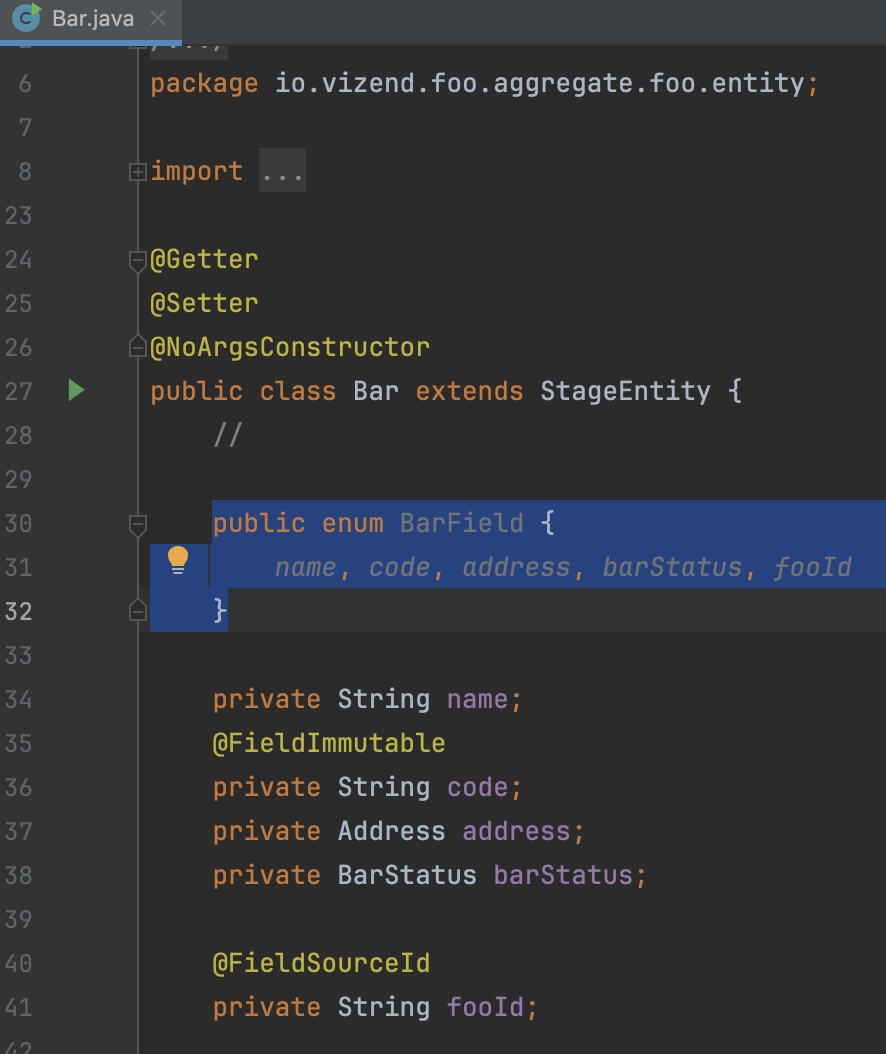 Bar.java
6 package io.vizend.foo.aggregate.foo.entity;
7
8 import ...
23
24 @Getter
25 @Setter
26 @NoArgsConstructor
27 public class Bar extends StageEntity {
28 //
29
30 public enum BarField {
31 name, code, address, barStatus, fooId
32 }
33
34 private String name;
35 @FieldImmutable
36 private String code;
37 private Address address;
38 private BarStatus barStatus;
39
40 @FieldSourceId
41 private String fooId;
42